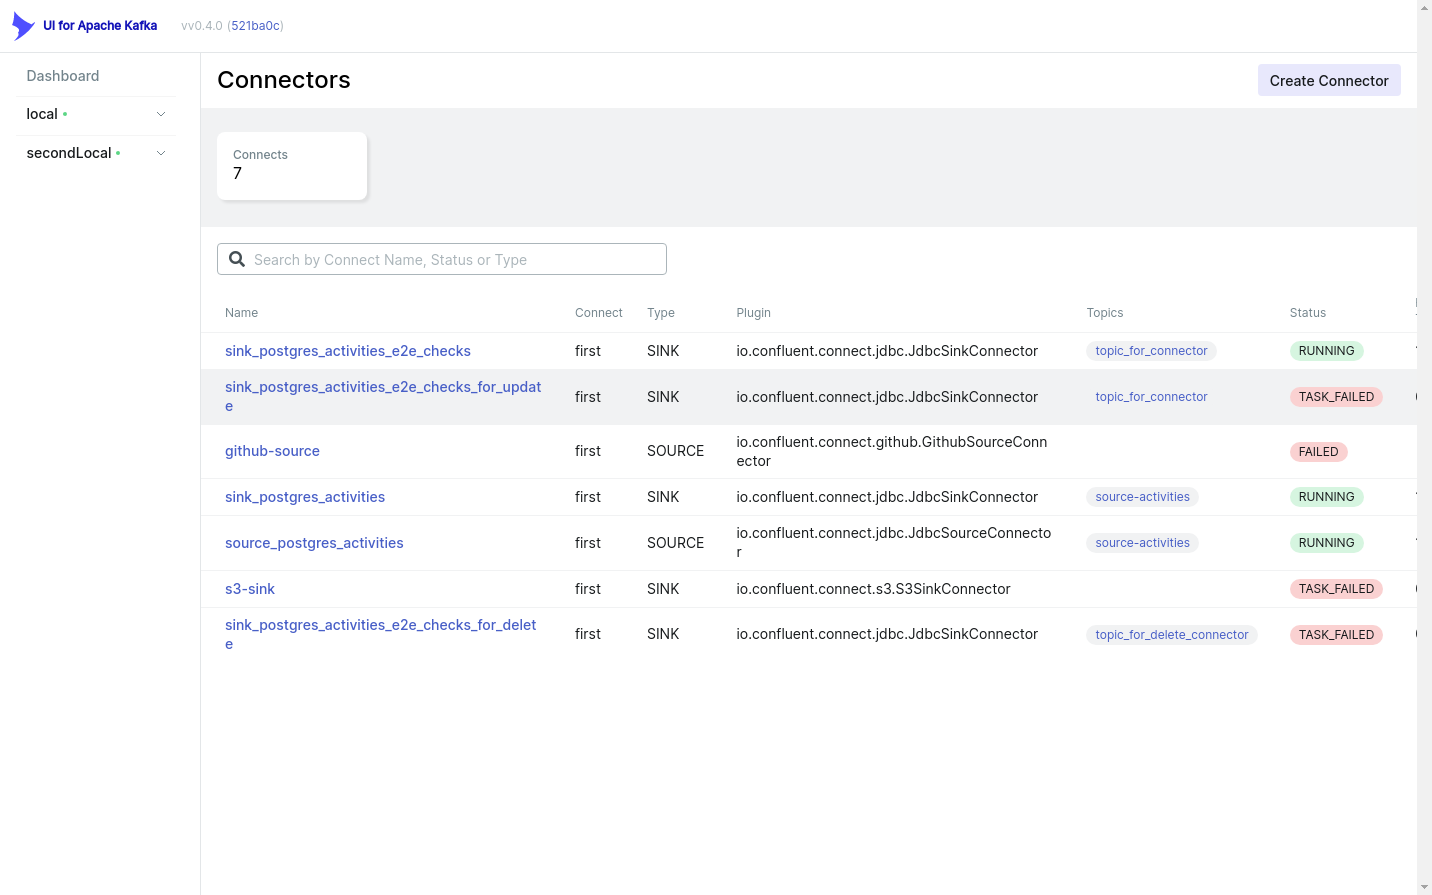 UI for Apache Kafka vv0.4.0 (521ba0c)
Dashboard
local
secondLocal
Connectors
Create Connector
Connects
7
Search by Connect Name, Status or Type
Name Connect Type Plugin Topics Status
sink_postgres_activities_e2e_checks first SINK io.confluent.connect.jdbc.JdbcSinkConnector topic_for_connector RUNNING
sink_postgres_activities_e2e_checks_for_updat
e first SINK io.confluent.connect.jdbc.JdbcSinkConnector topic_for_connector TASK_FAILED
github-source first SOURCE io.confluent.connect.github.GithubSourceConn
ector FAILED
sink_postgres_activities first SINK io.confluent.connect.jdbc.JdbcSinkConnector source-activities RUNNING
source_postgres_activities first SOURCE io.confluent.connect.jdbc.JdbcSourceConnecto
r source-activities RUNNING
s3-sink first SINK io.confluent.connect.s3.S3SinkConnector TASK_FAILED
sink_postgres_activities_e2e_checks_for_delet
e first SINK io.confluent.connect.jdbc.JdbcSinkConnector topic_for_delete_connector TASK_FAILED